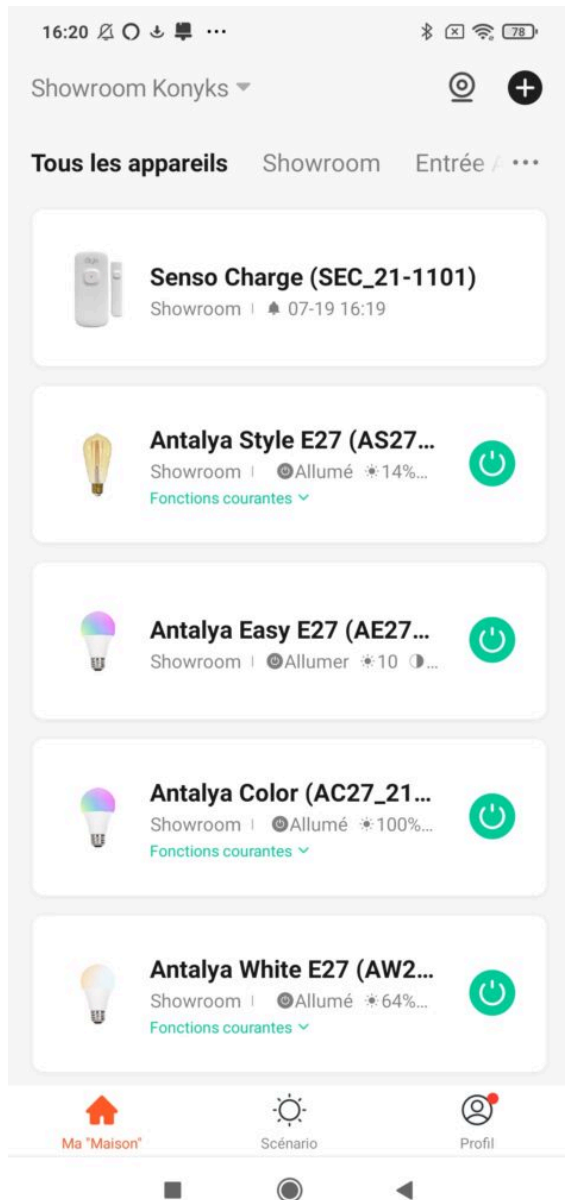 16:20 ...
78
Showroom Konyks
Tous les appareils Showroom Entrée ...
Senso Charge (SEC_21-1101)
Showroom | 07-19 16:19
Antalya Style E27 (AS27...
Showroom | Allumé 14%...
Fonctions courantes
Antalya Easy E27 (AE27...
Showroom | Allumer 10 ...
Antalya Color (AC27_21...
Showroom | Allumé 100%...
Fonctions courantes
Antalya White E27 (AW2...
Showroom | Allumé 64%...
Fonctions courantes
Ma "Maison" Scénario Profil